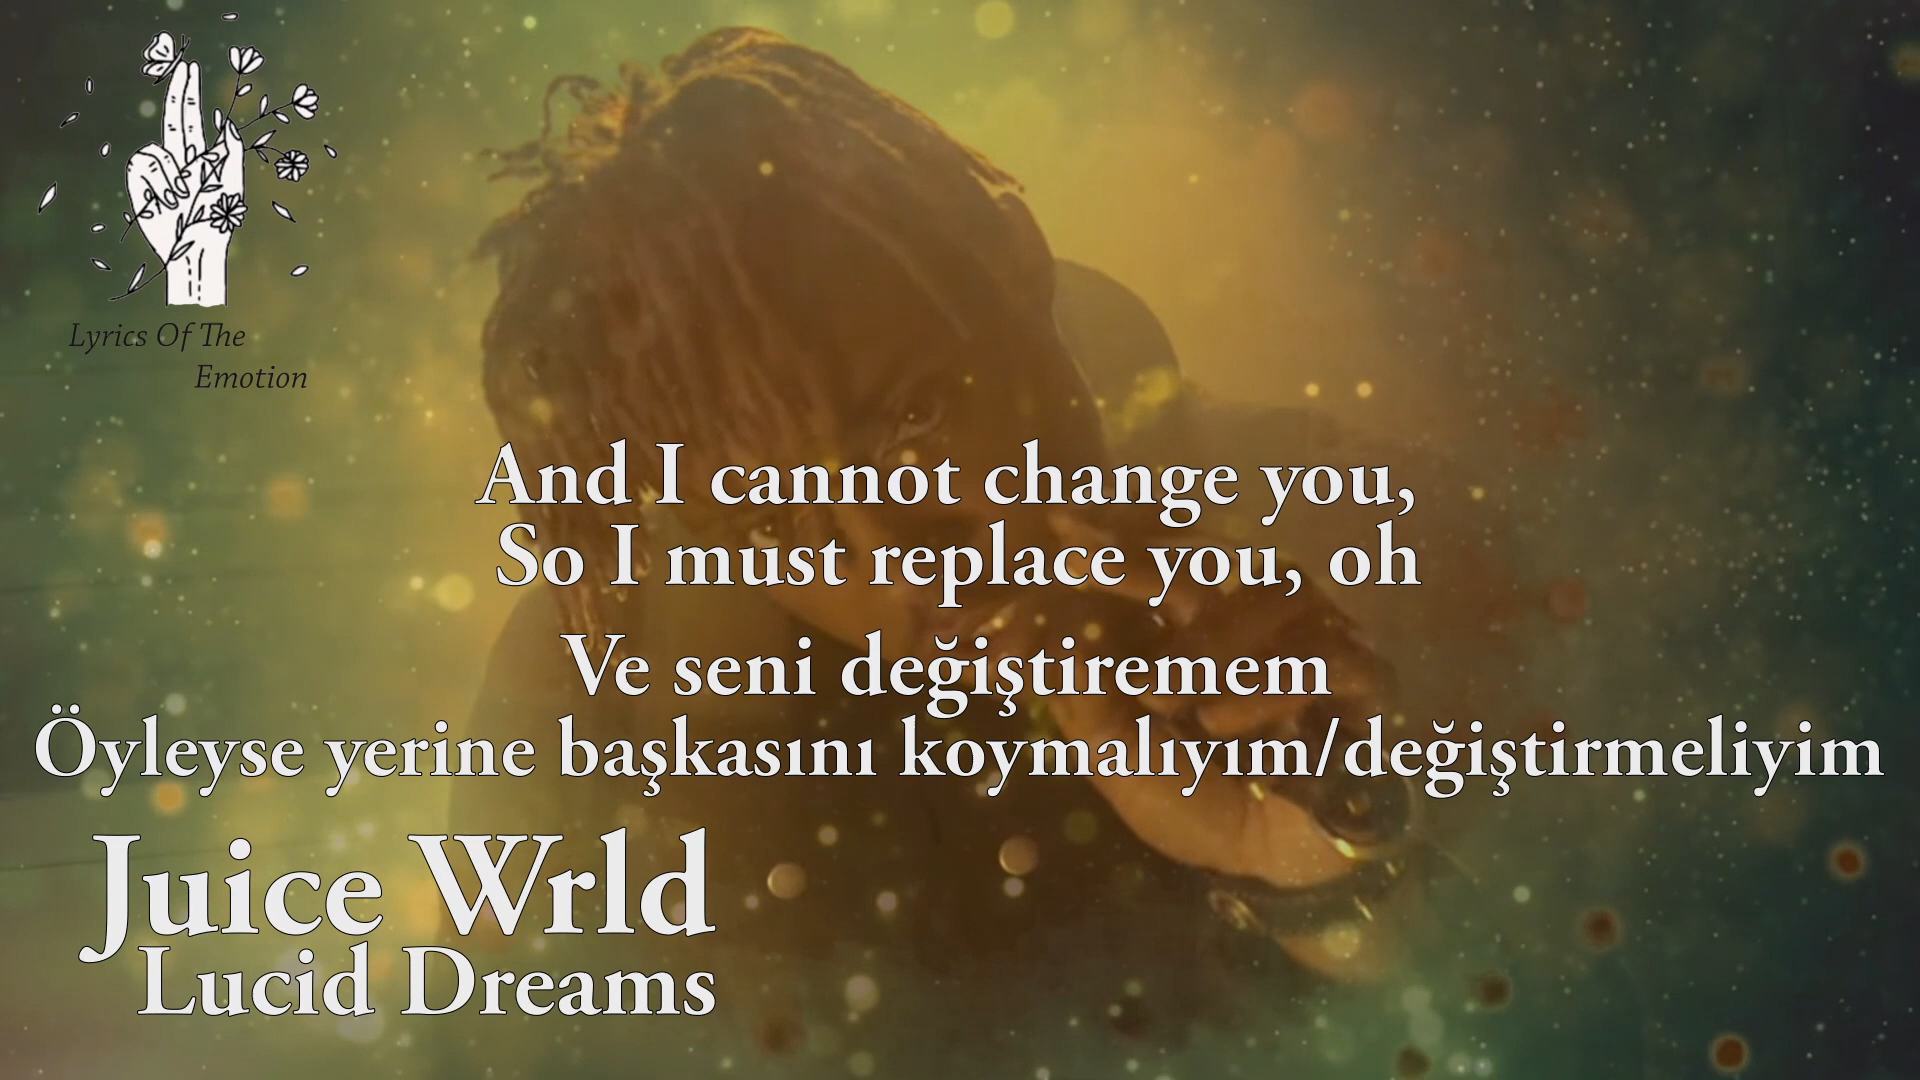 Lyrics Of The
Emotion
And I cannot change you,
So I must replace you, oh
Ve seni değiştiremem
Öyleyse yerine başkasını koymalıyım/değiştirmeliyim
Juice Wrld
Lucid Dreams